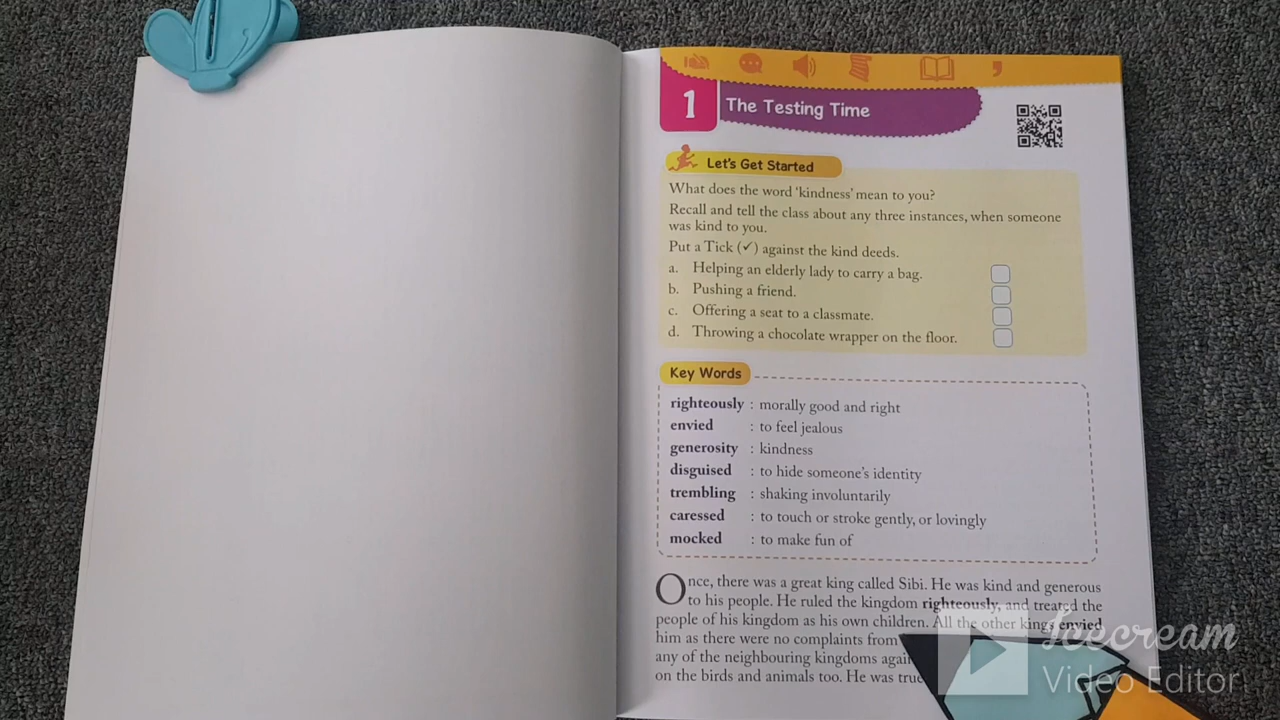 1
The Testing Time
Let's Get Started
What does the word 'kindness' mean to you?
Recall and tell the class about any three instances, when someone
was kind to you.
Put a Tick (✓) against the kind deeds.
a. Helping an elderly lady to carry a bag.
b. Pushing a friend.
c. Offering a seat to a classmate.
d. Throwing a chocolate wrapper on the floor.
Key Words
righteously : morally good and right
envied : to feel jealous
generosity : kindness
disguised : to hide someone's identity
trembling : shaking involuntarily
caressed : to touch or stroke gently, or lovingly
mocked : to make fun of
Once, there was a great king called Sibi. He was kind and generous
to his people. He ruled the kingdom righteously, and treated the
people of his kingdom as his own children. All the other kings envied
him as there were no complaints from
any of the neighbouring kingdoms
on the birds and animals too. He was
Icecream
Video Editor